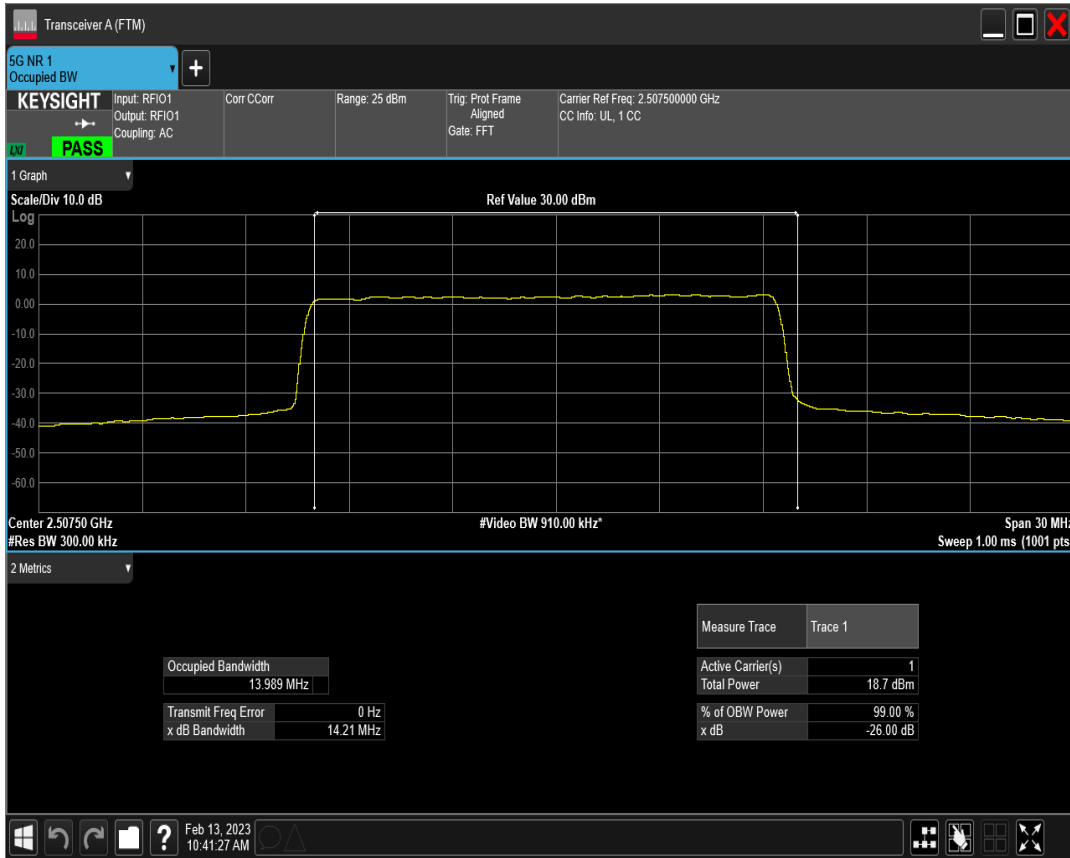 Transceiver A (FTM)
5G NR 1
Occupied BW
+
KEYSIGHT
LXI
PASS
Input: RFIO1
Output: RFIO1
Coupling: AC
Corr CCorr
Range: 25 dBm
Trig: Prot Frame
Aligned
Gate: FFT
Carrier Ref Freq: 2.507500000 GHz
CC Info: UL, 1 CC
1 Graph
Scale/Div 10.0 dB
Ref Value 30.00 dBm
Log
20.0
10.0
0.00
-10.0
-20.0
-30.0
-40.0
-50.0
-60.0
Center 2.50750 GHz
#Video BW 910.00 kHz*
Span 30 MHz
#Res BW 300.00 kHz
Sweep 1.00 ms (1001 pts
2 Metrics
Measure Trace Trace 1
Occupied Bandwidth
13.989 MHz
Active Carrier(s) 1
Total Power 18.7 dBm
Transmit Freq Error 0 Hz
x dB Bandwidth 14.21 MHz
% of OBW Power 99.00 %
x dB -26.00 dB
?
Feb 13, 2023
10:41:27 AM